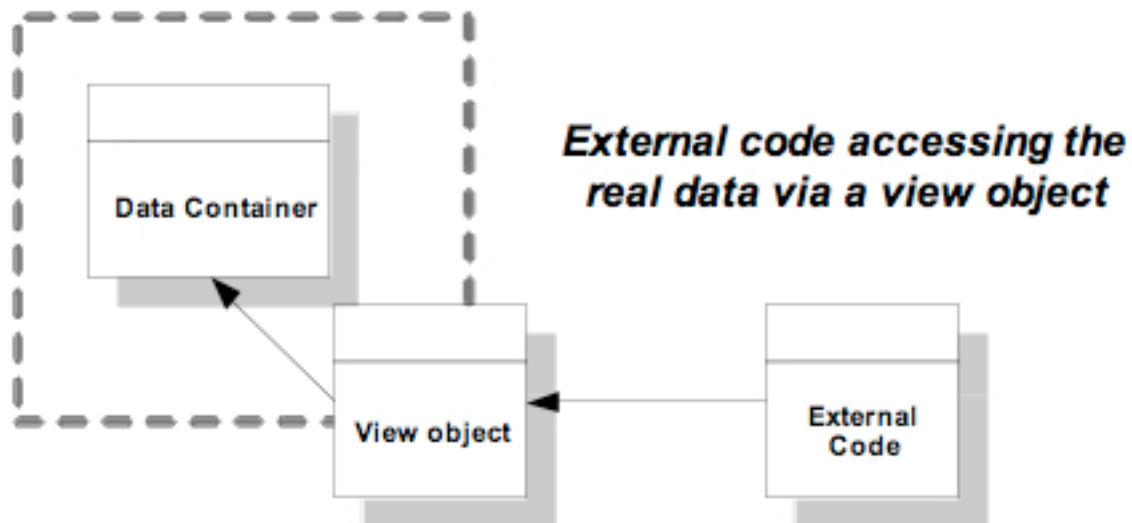 External code accessing the
real data via a view object
Data Container
View object
External
Code